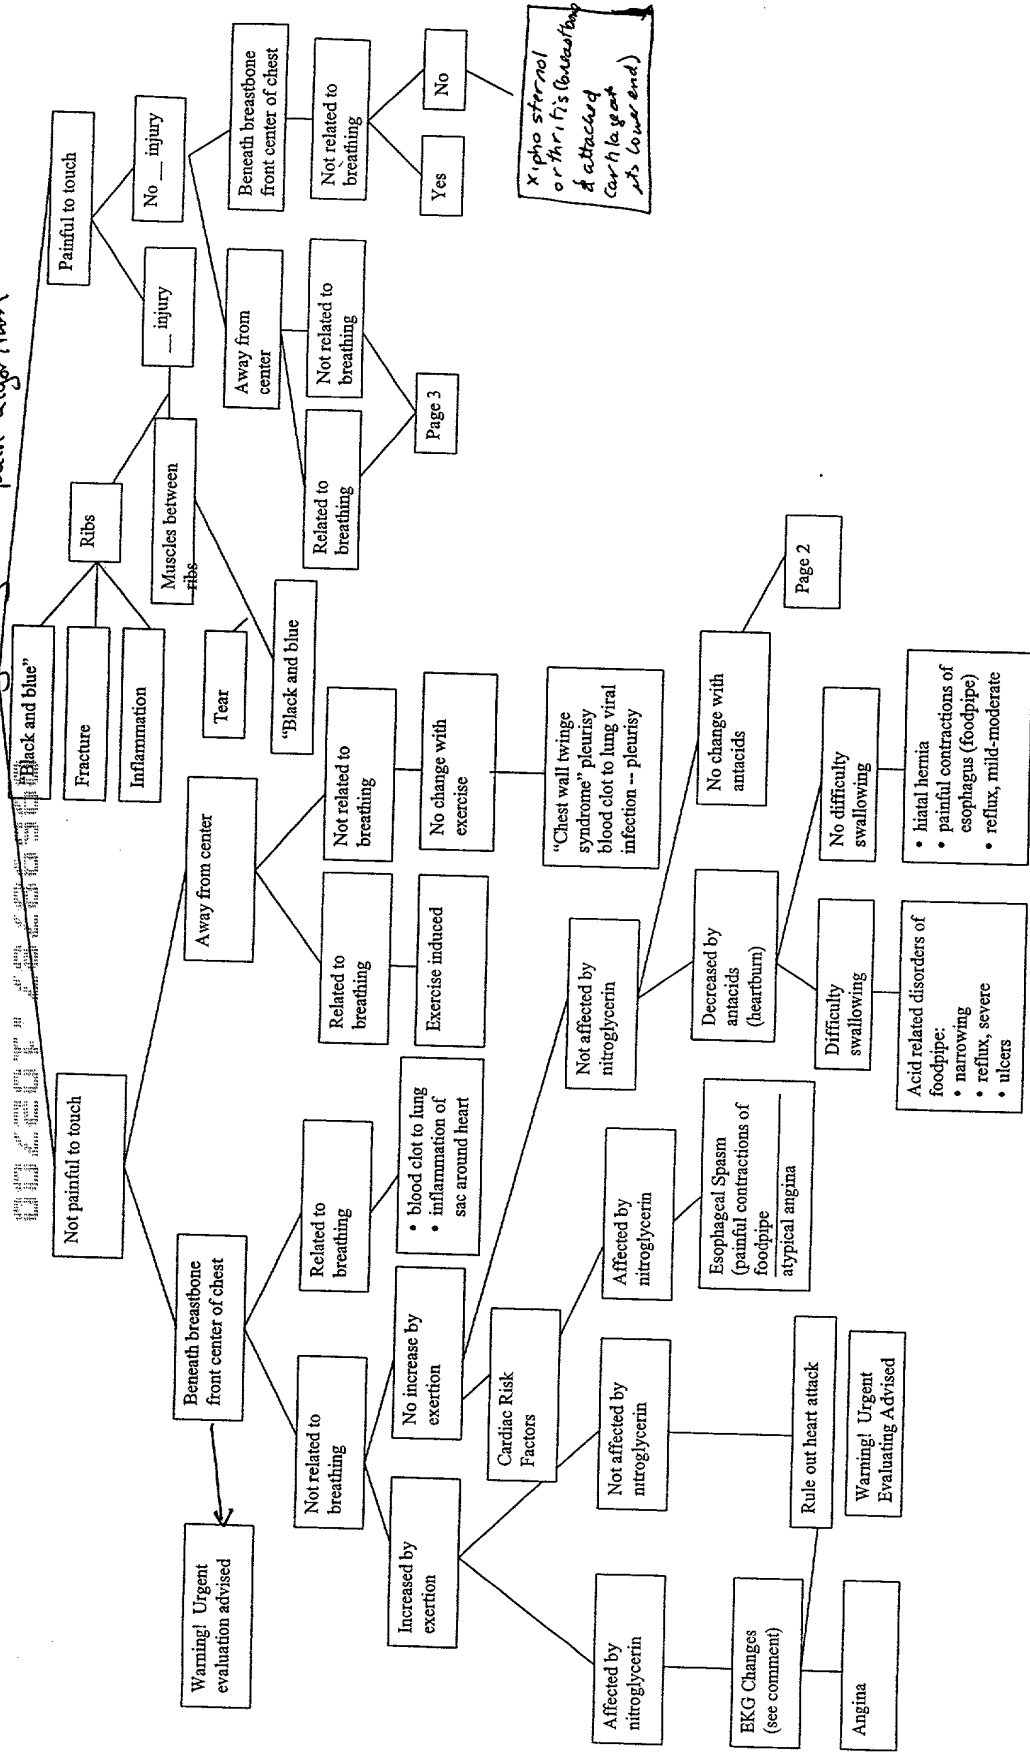 pain algorithm
Painful to touch
No __ injury
__ injury
Ribs
"Black and blue"
Fracture
Inflammation
Muscles between
ribs
Tear
"Black and blue
Beneath breastbone
front center of chest
Not related to
breathing
Yes
No
xipho sternol
arthritis (breastbone
& attached
cartilage at
its lower end)
Away from
center
Related to
breathing
Not related to
breathing
Page 3
Not painful to touch
Away from center
Related to
breathing
Exercise induced
Not related to
breathing
No change with
exercise
"Chest wall twinge
syndrome" pleurisy
blood clot to lung viral
infection -- pleurisy
Beneath breastbone
front center of chest
Warning! Urgent
evaluation advised
Related to
breathing
• blood clot to lung
• inflammation of
sac around heart
Not related to
breathing
Increased by
exertion
No increase by
exertion
Cardiac Risk
Factors
Affected by
nitroglycerin
Not affected by
nitroglycerin
Affected by
nitroglycerin
Not affected by
nitroglycerin
EKG Changes
(see comment)
Angina
Rule out heart attack
Warning! Urgent
Evaluating Advised
Esophageal Spasm
(painful contractions of
foodpipe
atypical angina
Decreased by
antacids
(heartburn)
No change with
antacids
Page 2
Difficulty
swallowing
No difficulty
swallowing
Acid related disorders of
foodpipe:
• narrowing
• reflux, severe
• ulcers
• hiatal hernia
• painful contractions of
esophagus (foodpipe)
• reflux, mild-moderate